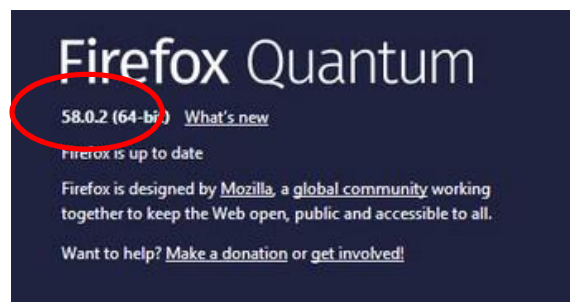 Firefox Quantum
58.0.2 (64-bit) What's new
Firefox is up to date
Firefox is designed by Mozilla, a global community working
together to keep the Web open, public and accessible to all.
Want to help? Make a donation or get involved!